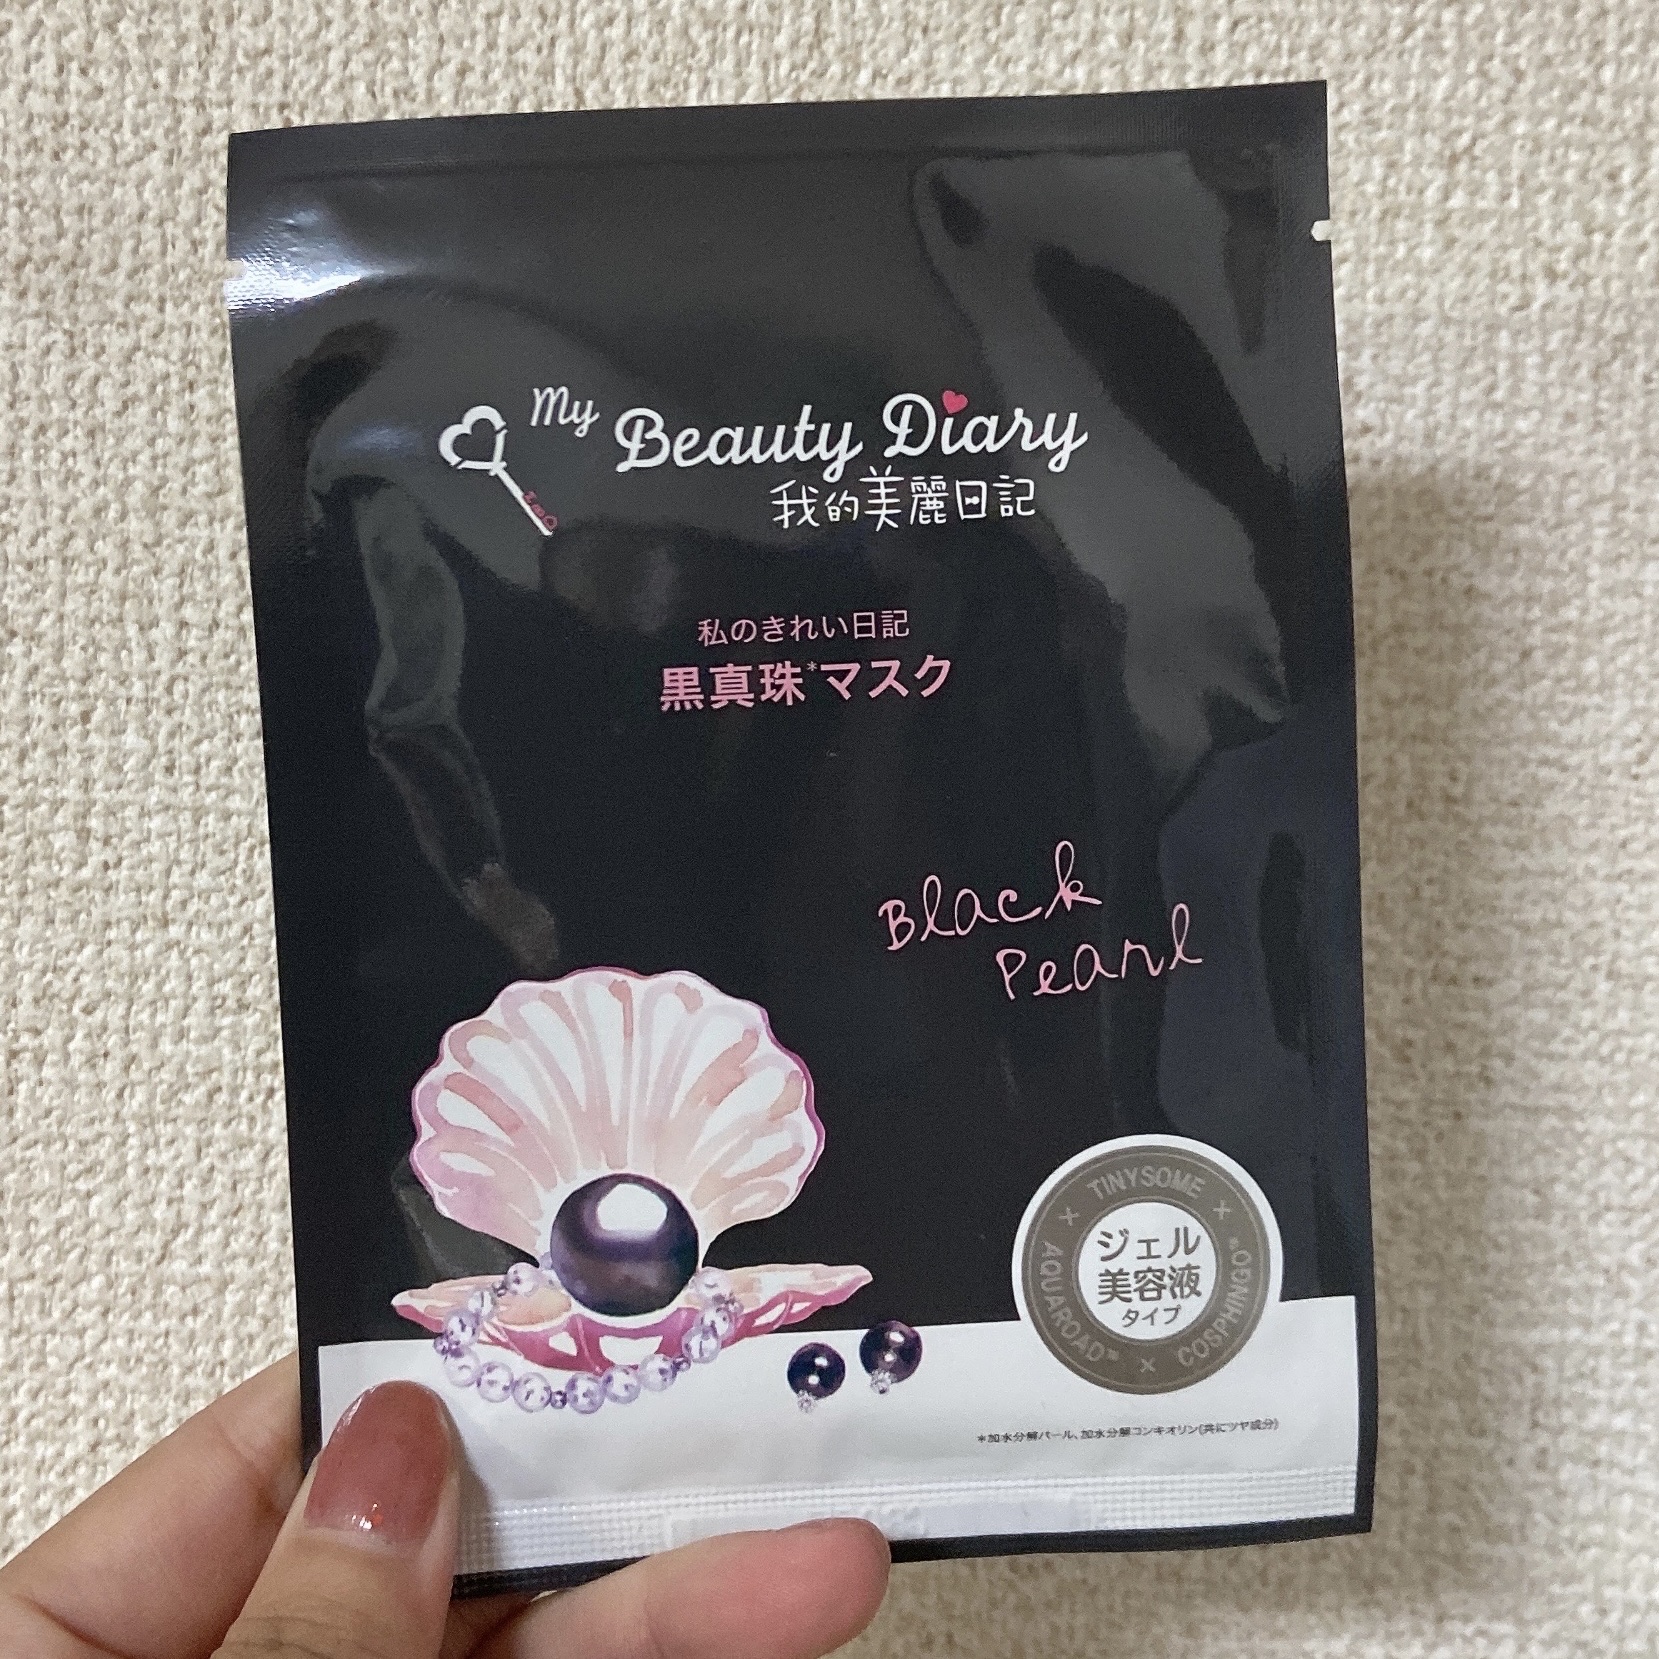 My Beauty Diary
我的美麗日記
私のきれい日記
黒真珠*マスク
Black
Pearl
TINYSOME × COSPHINGO® × AQUAROAD™ ×
ジェル
美容液
タイプ
*加水分解パール、加水分解コンキオリン(共にツヤ成分)